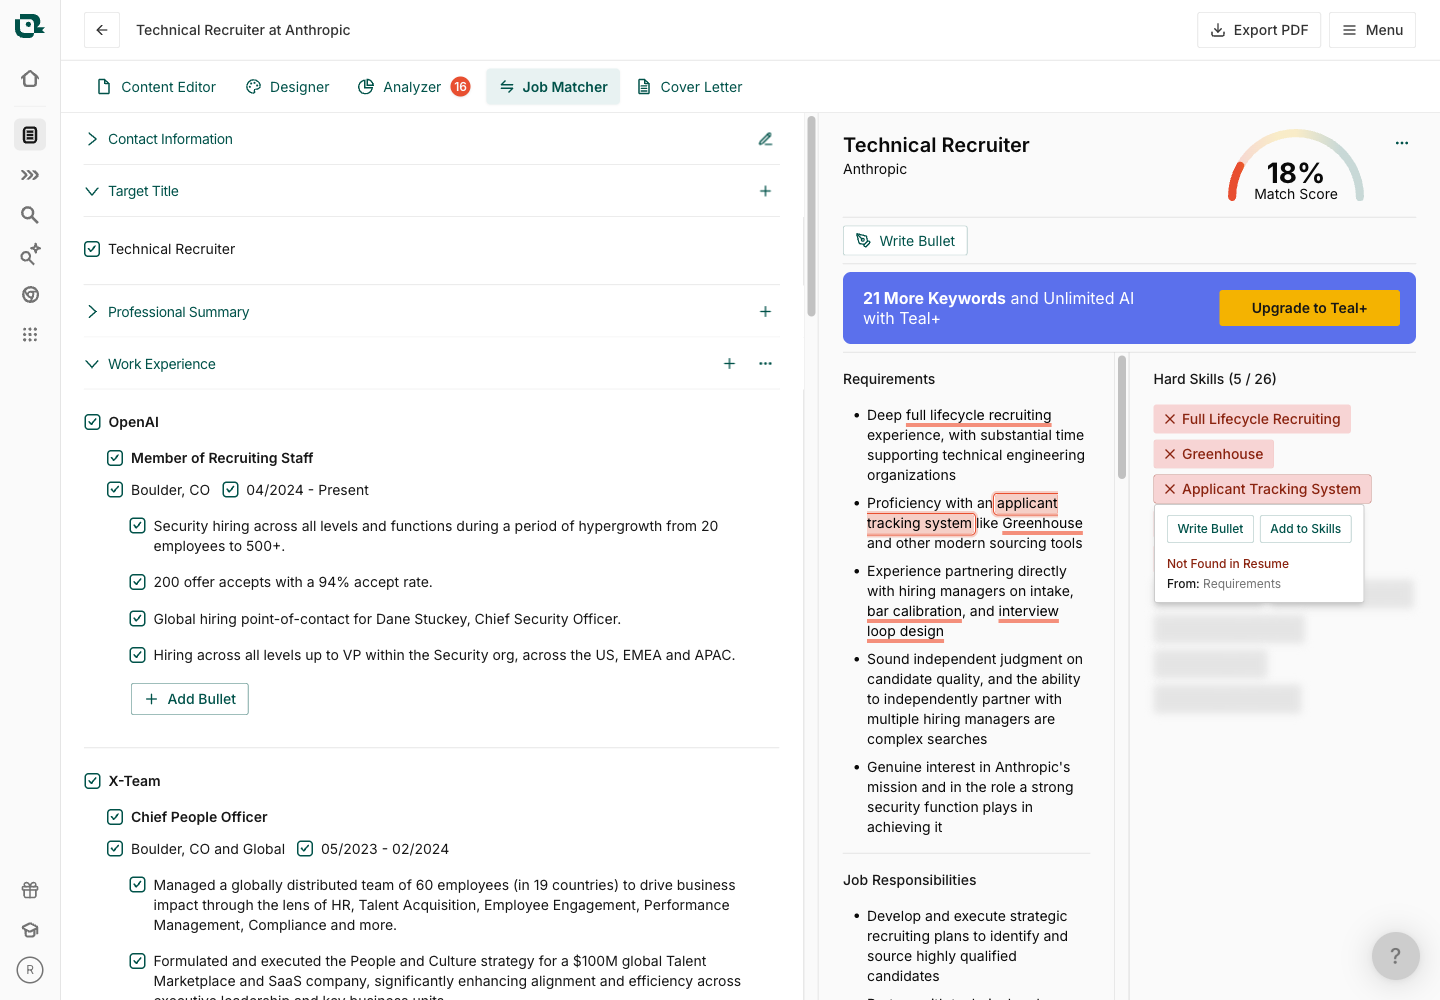 Technical Recruiter at Anthropic
Export PDF
Menu
Content Editor
Designer
Analyzer
16
Job Matcher
Cover Letter
Contact Information
Target Title
Technical Recruiter
Professional Summary
Work Experience
OpenAI
Member of Recruiting Staff
Boulder, CO
04/2024 - Present
Security hiring across all levels and functions during a period of hypergrowth from 20
employees to 500+.
200 offer accepts with a 94% accept rate.
Global hiring point-of-contact for Dane Stuckey, Chief Security Officer.
Hiring across all levels up to VP within the Security org, across the US, EMEA and APAC.
Add Bullet
X-Team
Chief People Officer
Boulder, CO and Global
05/2023 - 02/2024
Managed a globally distributed team of 60 employees (in 19 countries) to drive business
impact through the lens of HR, Talent Acquisition, Employee Engagement, Performance
Management, Compliance and more.
Formulated and executed the People and Culture strategy for a $100M global Talent
Marketplace and SaaS company, significantly enhancing alignment and efficiency across
executive leadership and key business units.
R
Technical Recruiter
Anthropic
18%
Match Score
Write Bullet
21 More Keywords and Unlimited AI
with Teal+
Upgrade to Teal+
Requirements
• Deep full lifecycle recruiting
experience, with substantial time
supporting technical engineering
organizations
• Proficiency with an applicant
tracking system like Greenhouse
and other modern sourcing tools
• Experience partnering directly
with hiring managers on intake,
bar calibration, and interview
loop design
• Sound independent judgment on
candidate quality, and the ability
to independently partner with
multiple hiring managers are
complex searches
• Genuine interest in Anthropic's
mission and in the role a strong
security function plays in
achieving it
Job Responsibilities
• Develop and execute strategic
recruiting plans to identify and
source highly qualified
candidates
Hard Skills (5 / 26)
Full Lifecycle Recruiting
Greenhouse
Applicant Tracking System
Write Bullet
Add to Skills
Not Found in Resume
From: Requirements
?